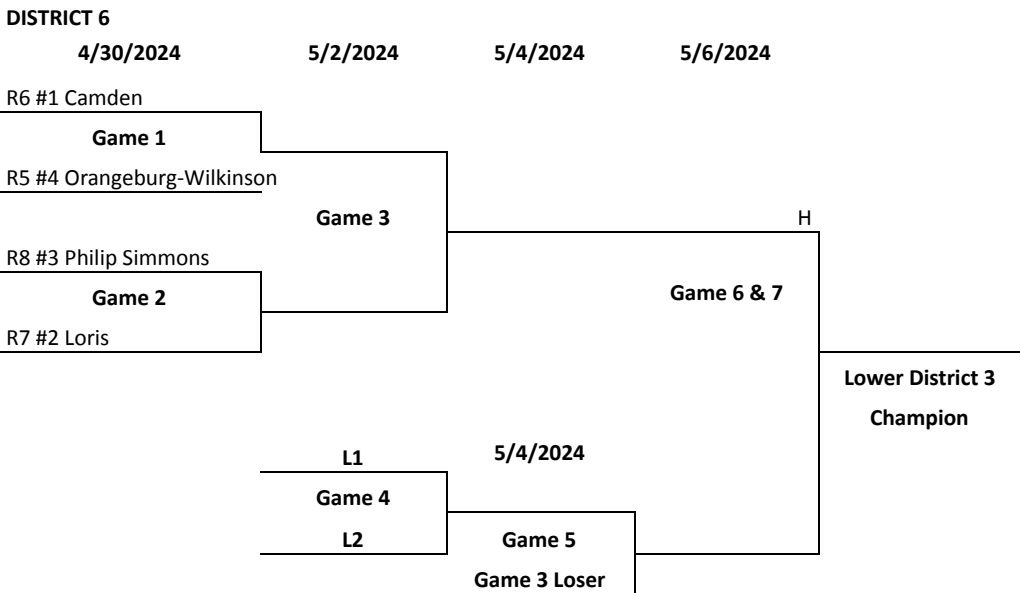 DISTRICT 6
4/30/2024 5/2/2024 5/4/2024 5/6/2024
R6 #1 Camden
Game 1
R5 #4 Orangeburg-Wilkinson
Game 3 H
R8 #3 Philip Simmons
Game 2 Game 6 & 7
R7 #2 Loris
Lower District 3
Champion
L1 5/4/2024
Game 4
L2 Game 5
Game 3 Loser